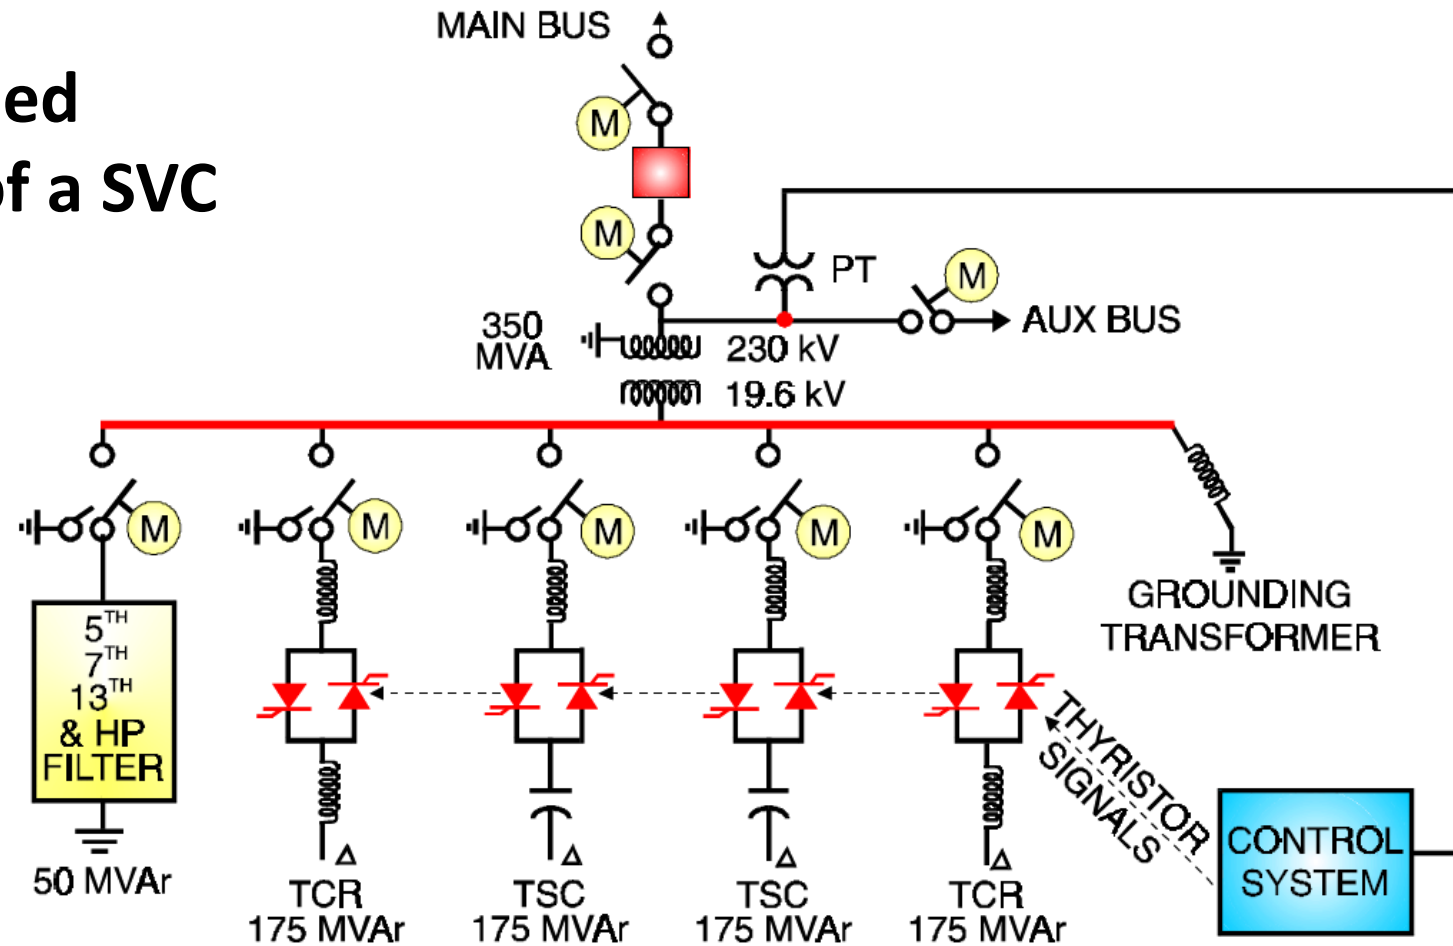 MAIN BUS
ed
of a SVC
M
M
PT
M
350
MVA
230 kV
19.6 kV
AUX BUS
M
M
M
M
M
5TH
7TH
13TH
& HP
FILTER
50 MVAr
TCR
175 MVAr
TSC
175 MVAr
TSC
175 MVAr
TCR
175 MVAr
GROUNDING
TRANSFORMER
THYRISTOR
SIGNALS
CONTROL
SYSTEM